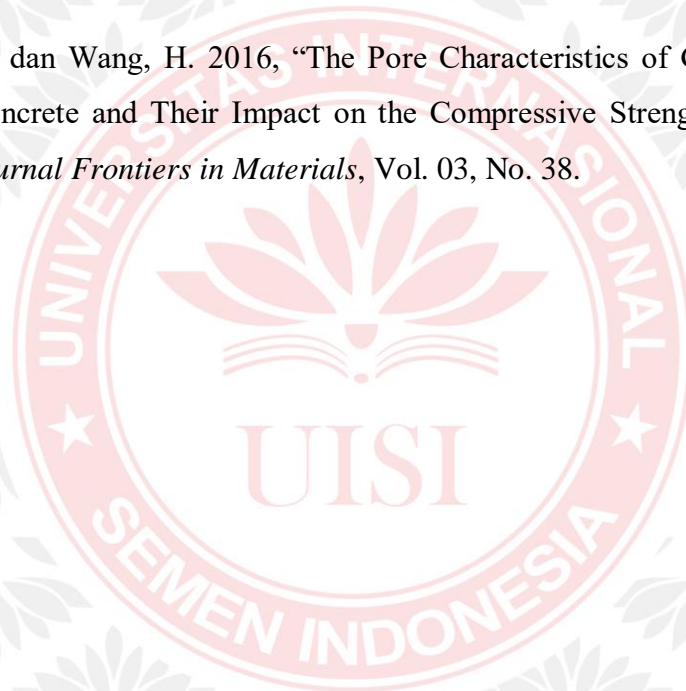 dan Wang, H. 2016, “The Pore Characteristics of
ncrete and Their Impact on the Compressive Streng
urnal Frontiers in Materials, Vol. 03, No. 38.
UNIVERSITAS INTERNASIONAL
UISI
SEMEN INDONESIA